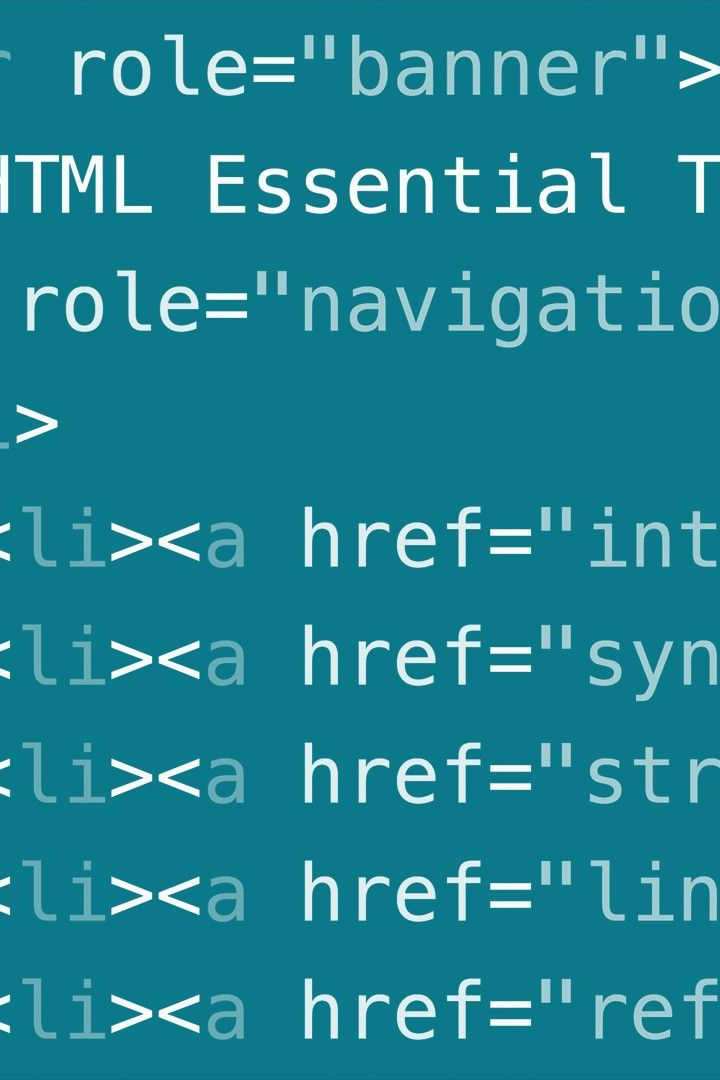 r role="banner">
HTML Essential T
role="navigatio
>
<li><a href="int
<li><a href="syn
<li><a href="str
<li><a href="lin
<li><a href="ref